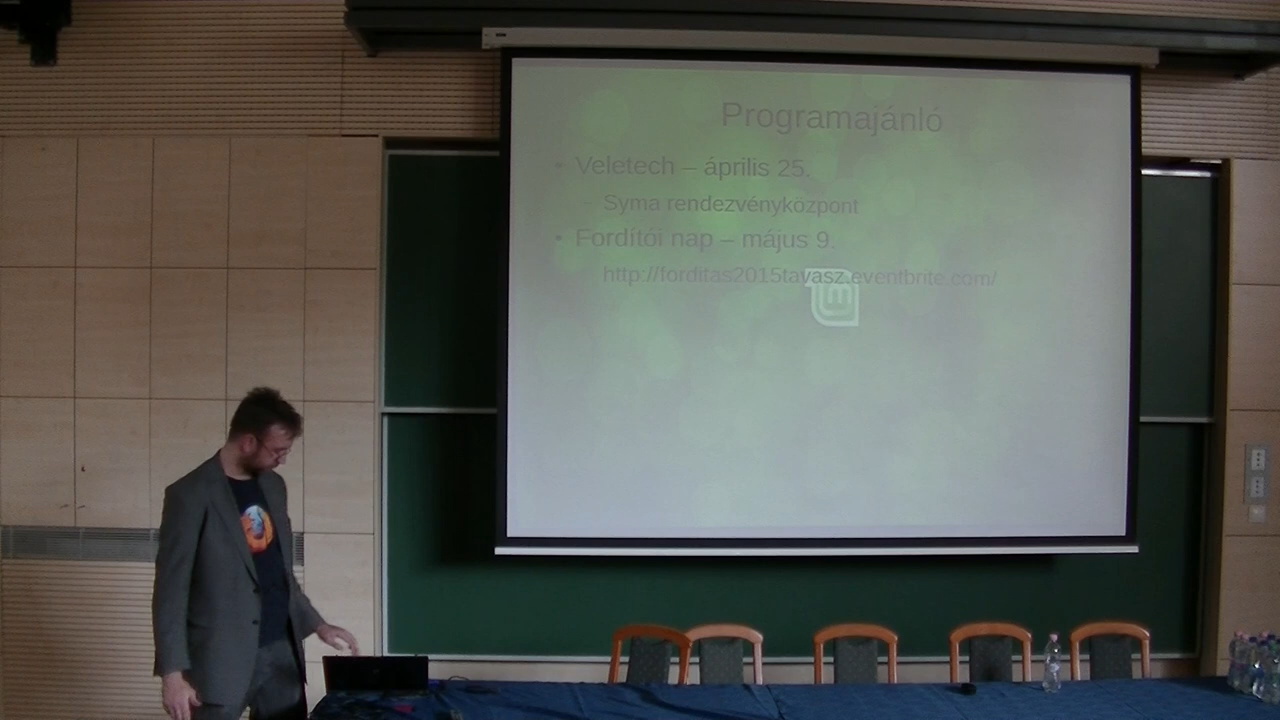 Programajánló
• Veletech – április 25.
– Syma rendezvényközpont
• Fordítói nap – május 9.
http://forditas2015tavasz.eventbrite.com/